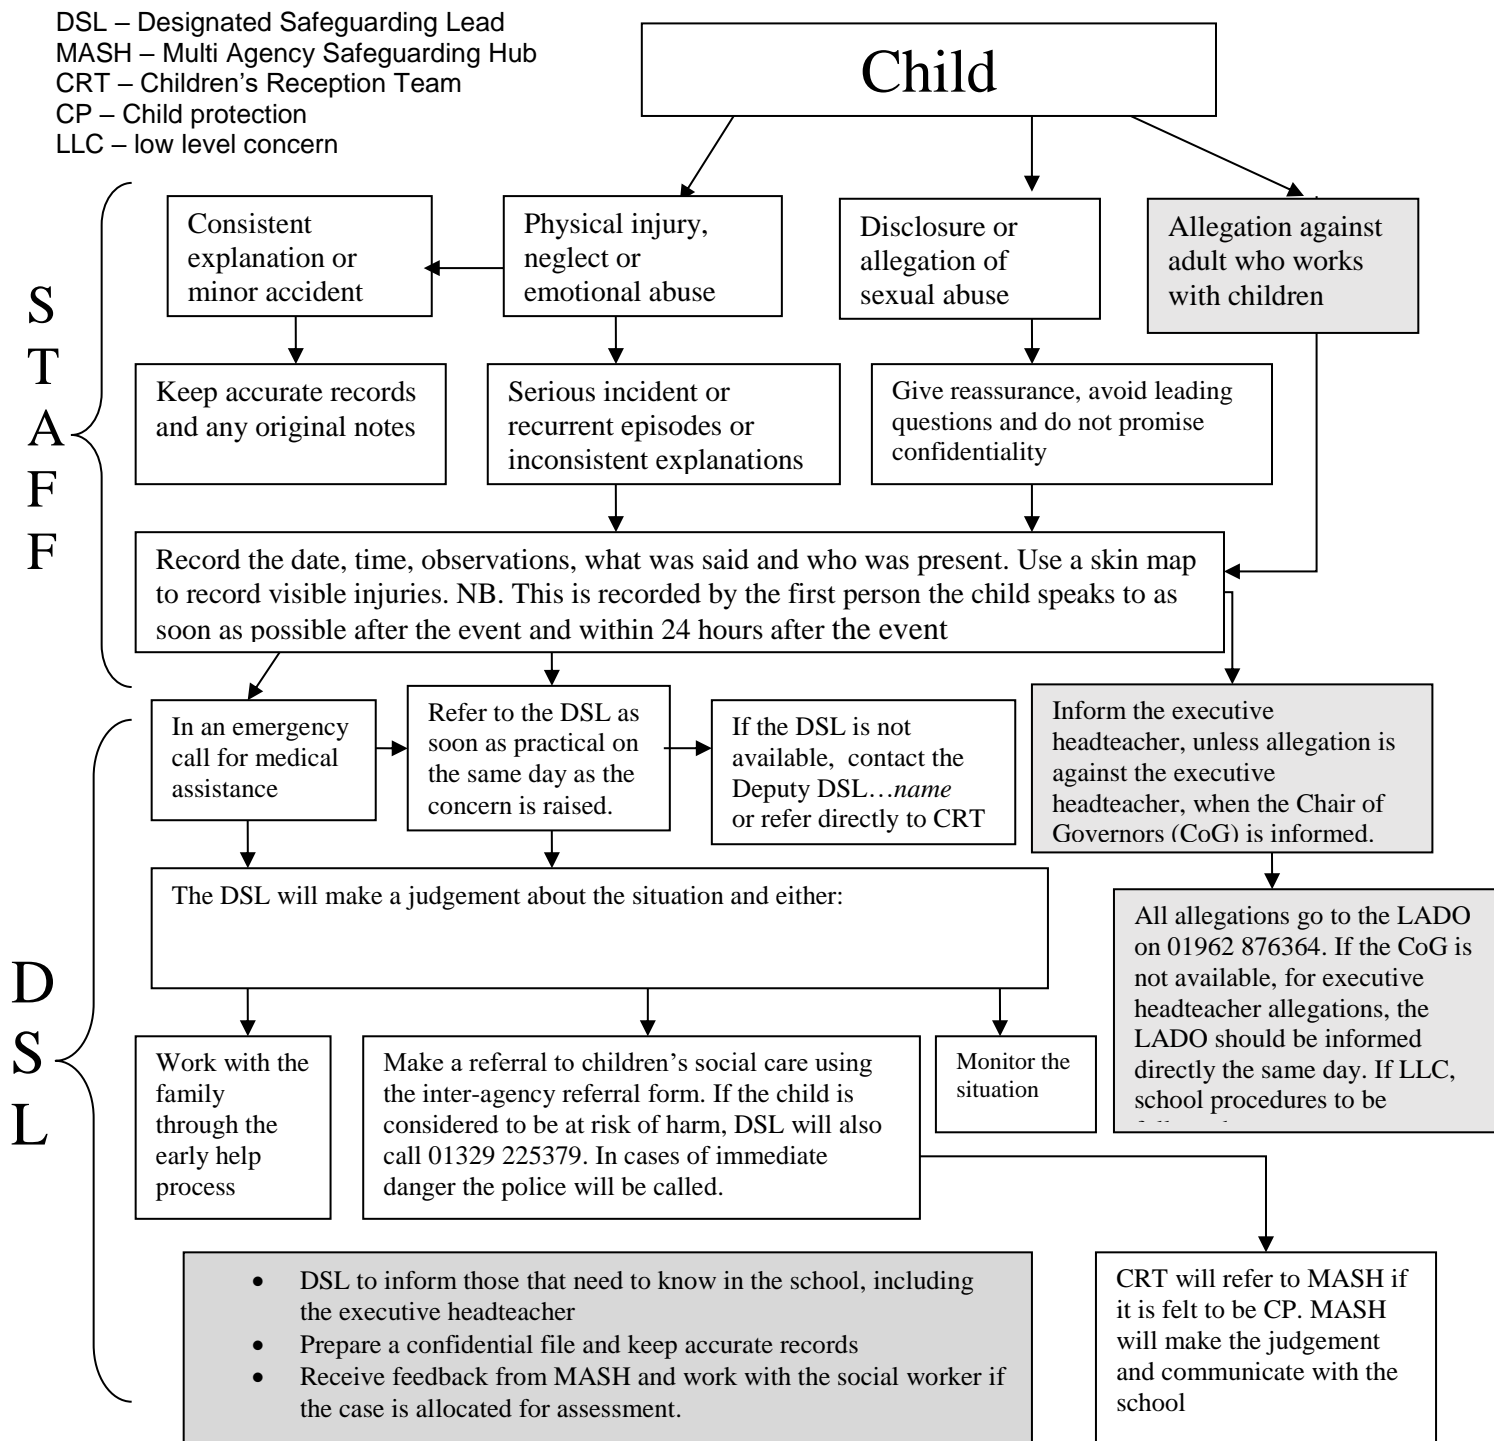 DSL – Designated Safeguarding Lead
MASH – Multi Agency Safeguarding Hub
CRT – Children's Reception Team
CP – Child protection
LLC – low level concern
Child
S
T
A
F
F
Consistent
explanation or
minor accident
Physical injury,
neglect or
emotional abuse
Disclosure or
allegation of
sexual abuse
Allegation against
adult who works
with children
Keep accurate records
and any original notes
Serious incident or
recurrent episodes or
inconsistent explanations
Give reassurance, avoid leading
questions and do not promise
confidentiality
Record the date, time, observations, what was said and who was present. Use a skin map
to record visible injuries. NB. This is recorded by the first person the child speaks to as
soon as possible after the event and within 24 hours after the event
D
S
L
In an emergency
call for medical
assistance
Refer to the DSL as
soon as practical on
the same day as the
concern is raised.
If the DSL is not
available, contact the
Deputy DSL…name
or refer directly to CRT
Inform the executive
headteacher, unless allegation is
against the executive
headteacher, when the Chair of
Governors (CoG) is informed.
The DSL will make a judgement about the situation and either:
All allegations go to the LADO
on 01962 876364. If the CoG is
not available, for executive
headteacher allegations, the
LADO should be informed
directly the same day. If LLC,
school procedures to be
Work with the
family
through the
early help
process
Make a referral to children's social care using
the inter-agency referral form. If the child is
considered to be at risk of harm, DSL will also
call 01329 225379. In cases of immediate
danger the police will be called.
Monitor the
situation
• DSL to inform those that need to know in the school, including
the executive headteacher
• Prepare a confidential file and keep accurate records
• Receive feedback from MASH and work with the social worker if
the case is allocated for assessment.
CRT will refer to MASH if
it is felt to be CP. MASH
will make the judgement
and communicate with the
school